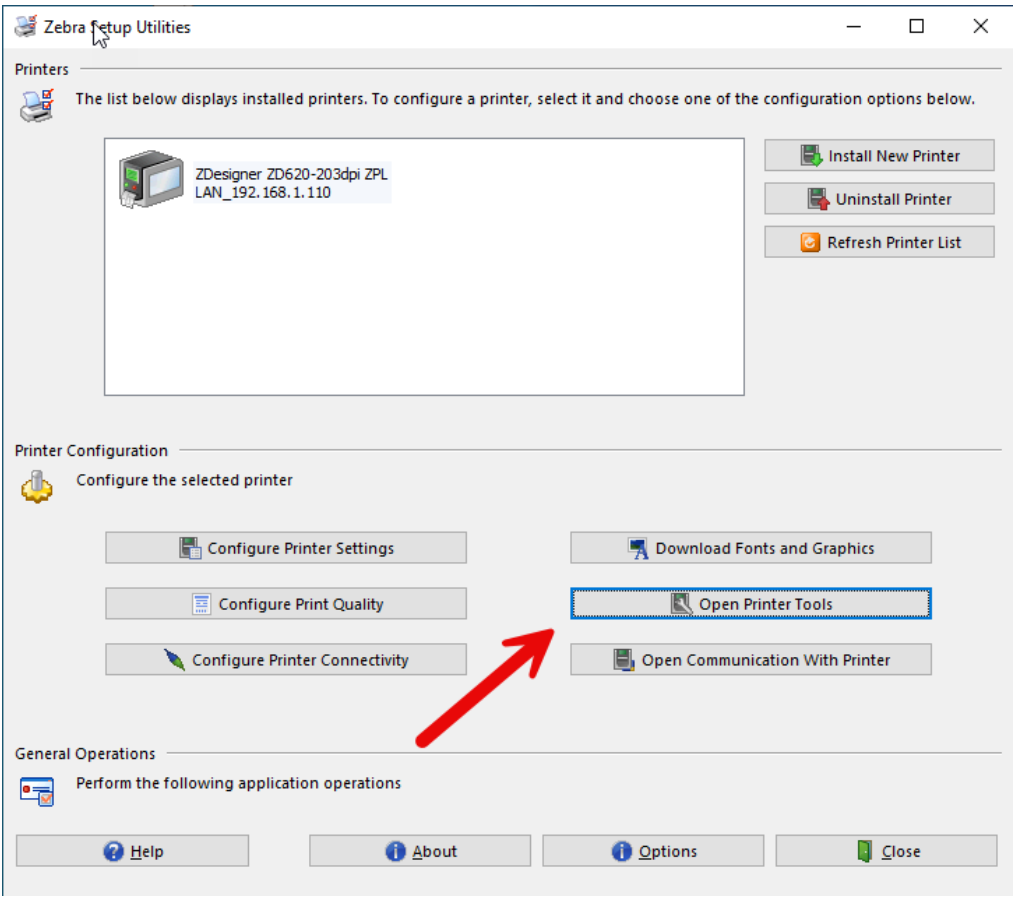 Zebra Setup Utilities
Printers
The list below displays installed printers. To configure a printer, select it and choose one of the configuration options below.
ZDesigner ZD620-203dpi ZPL
LAN_192.168.1.110
Install New Printer
Uninstall Printer
Refresh Printer List
Printer Configuration
Configure the selected printer
Configure Printer Settings
Download Fonts and Graphics
Configure Print Quality
Open Printer Tools
Configure Printer Connectivity
Open Communication With Printer
General Operations
Perform the following application operations
Help
About
Options
Close